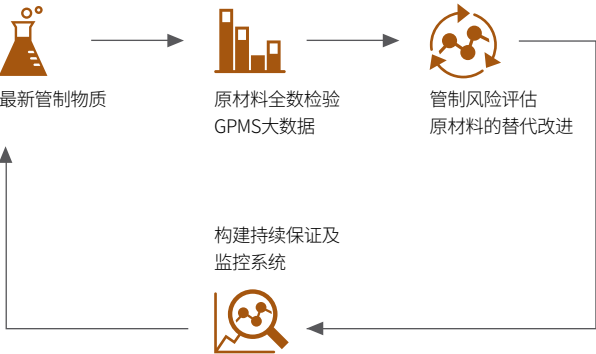 最新管制物质
原材料全数检验
GPMS大数据
管制风险评估
原材料的替代改进
构建持续保证及
监控系统